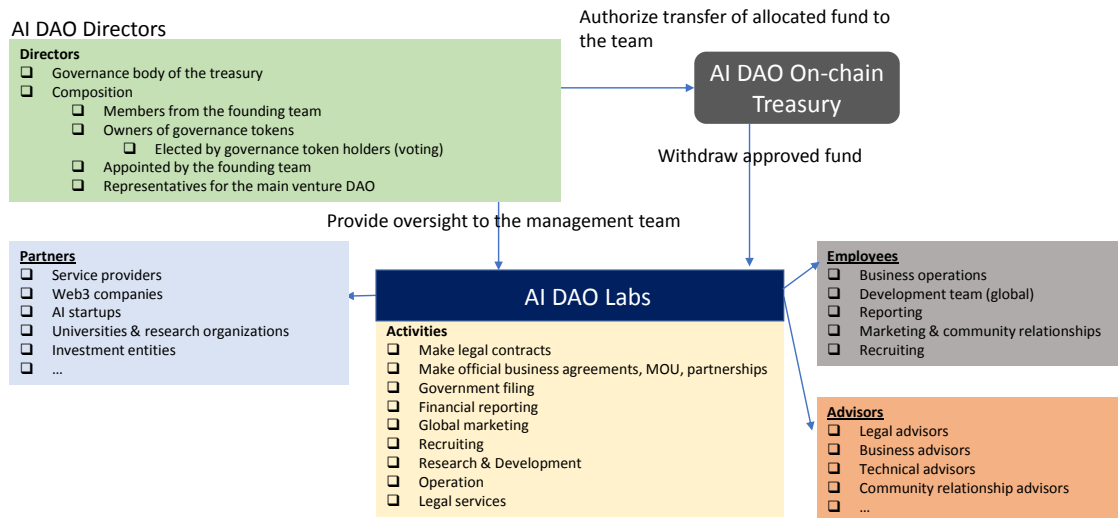 AI DAO Directors
Authorize transfer of allocated fund to
the team
Directors
Governance body of the treasury
Composition
Members from the founding team
Owners of governance tokens
Elected by governance token holders (voting)
Appointed by the founding team
Representatives for the main venture DAO
AI DAO On-chain
Treasury
Withdraw approved fund
Provide oversight to the management team
Partners
Service providers
Web3 companies
AI startups
Universities & research organizations
Investment entities
…
AI DAO Labs
Activities
Make legal contracts
Make official business agreements, MOU, partnerships
Government filing
Financial reporting
Global marketing
Recruiting
Research & Development
Operation
Legal services
Employees
Business operations
Development team (global)
Reporting
Marketing & community relationships
Recruiting
Advisors
Legal advisors
Business advisors
Technical advisors
Community relationship advisors
…